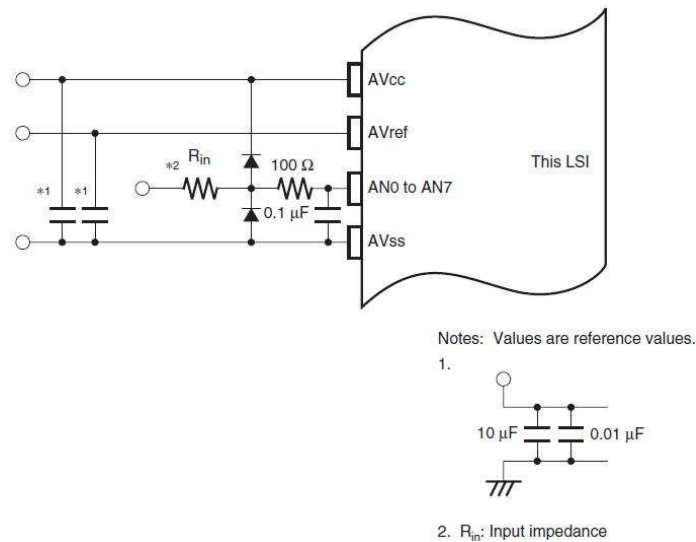 AVcc
AVref
This LSI
*2 Rin
100 Ω
*1 *1
AN0 to AN7
0.1 μF
AVss
Notes: Values are reference values.
1.
10 μF 0.01 μF
2. Rin: Input impedance